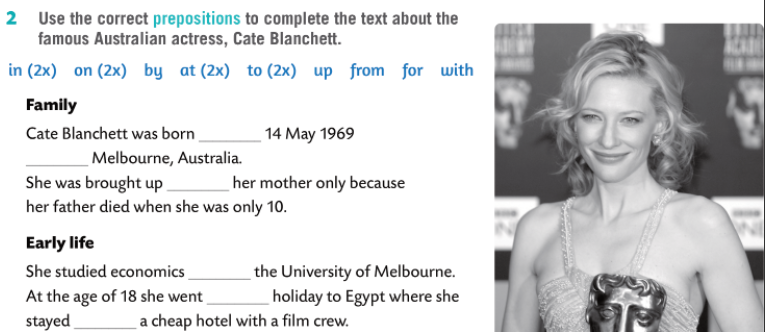 2 Use the correct prepositions to complete the text about the
famous Australian actress, Cate Blanchett.
in (2x) on (2x) by at (2x) to (2x) up from for with
Family
Cate Blanchett was born ________ 14 May 1969
________ Melbourne, Australia.
She was brought up ________ her mother only because
her father died when she was only 10.
Early life
She studied economics ________ the University of Melbourne.
At the age of 18 she went ________ holiday to Egypt where she
stayed ________ a cheap hotel with a film crew.